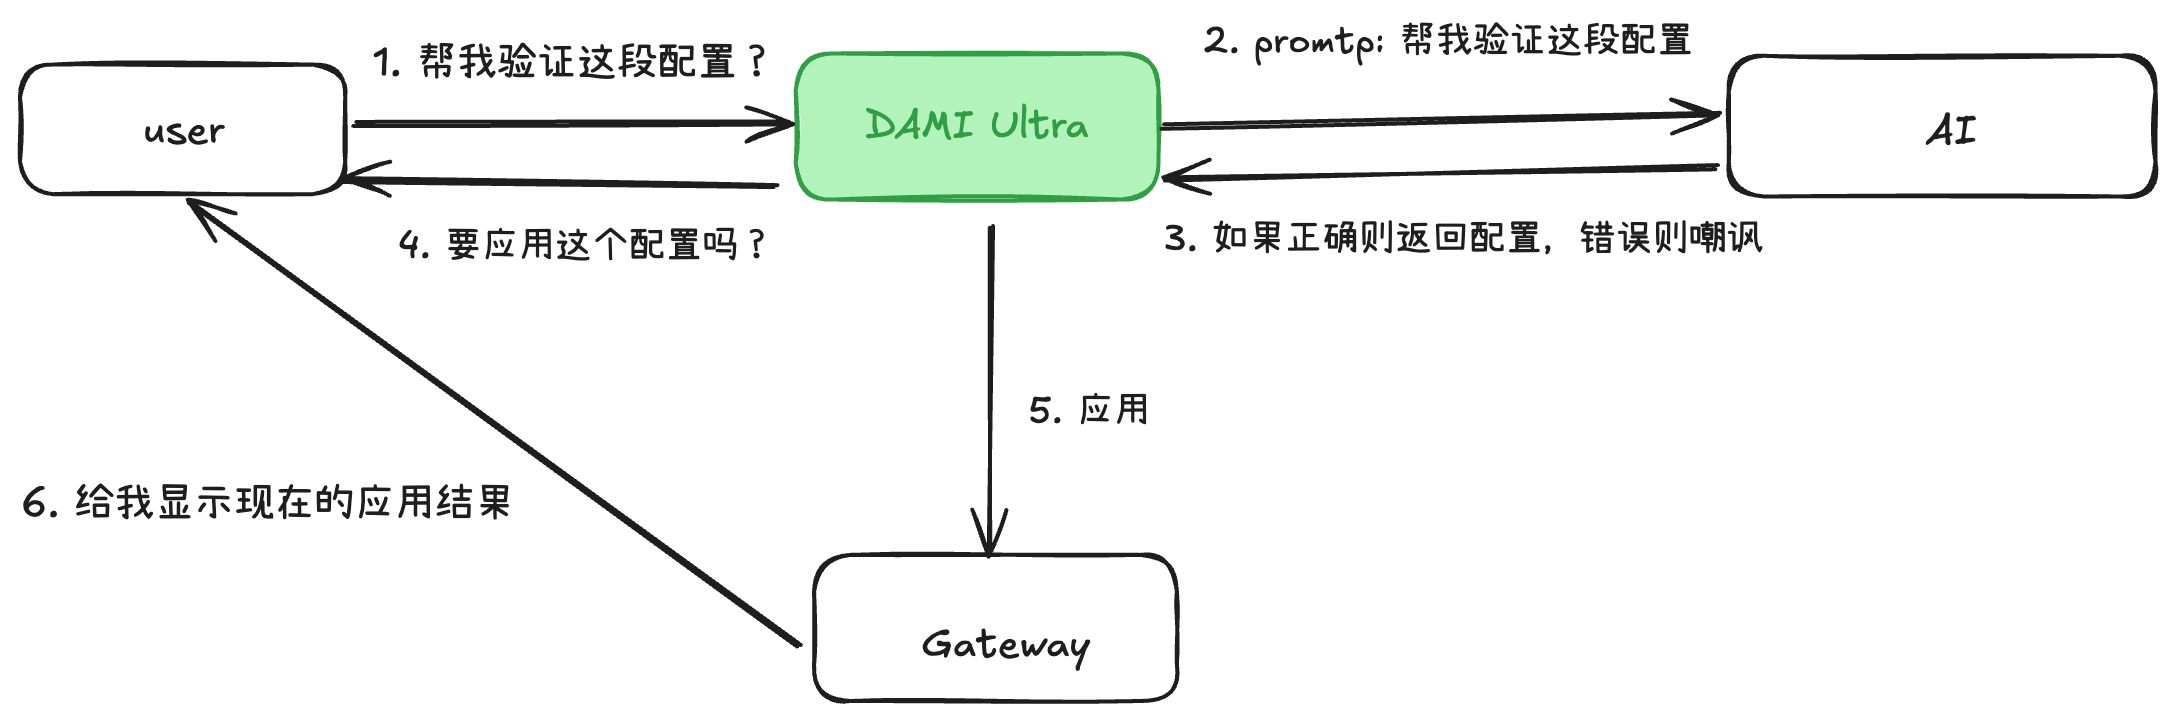 1. 帮我验证这段配置？
2. promtp: 帮我验证这段配置
user
DAMI Ultra
AI
4. 要应用这个配置吗？
3. 如果正确则返回配置，错误则嘲讽
5. 应用
6. 给我显示现在的应用结果
Gateway